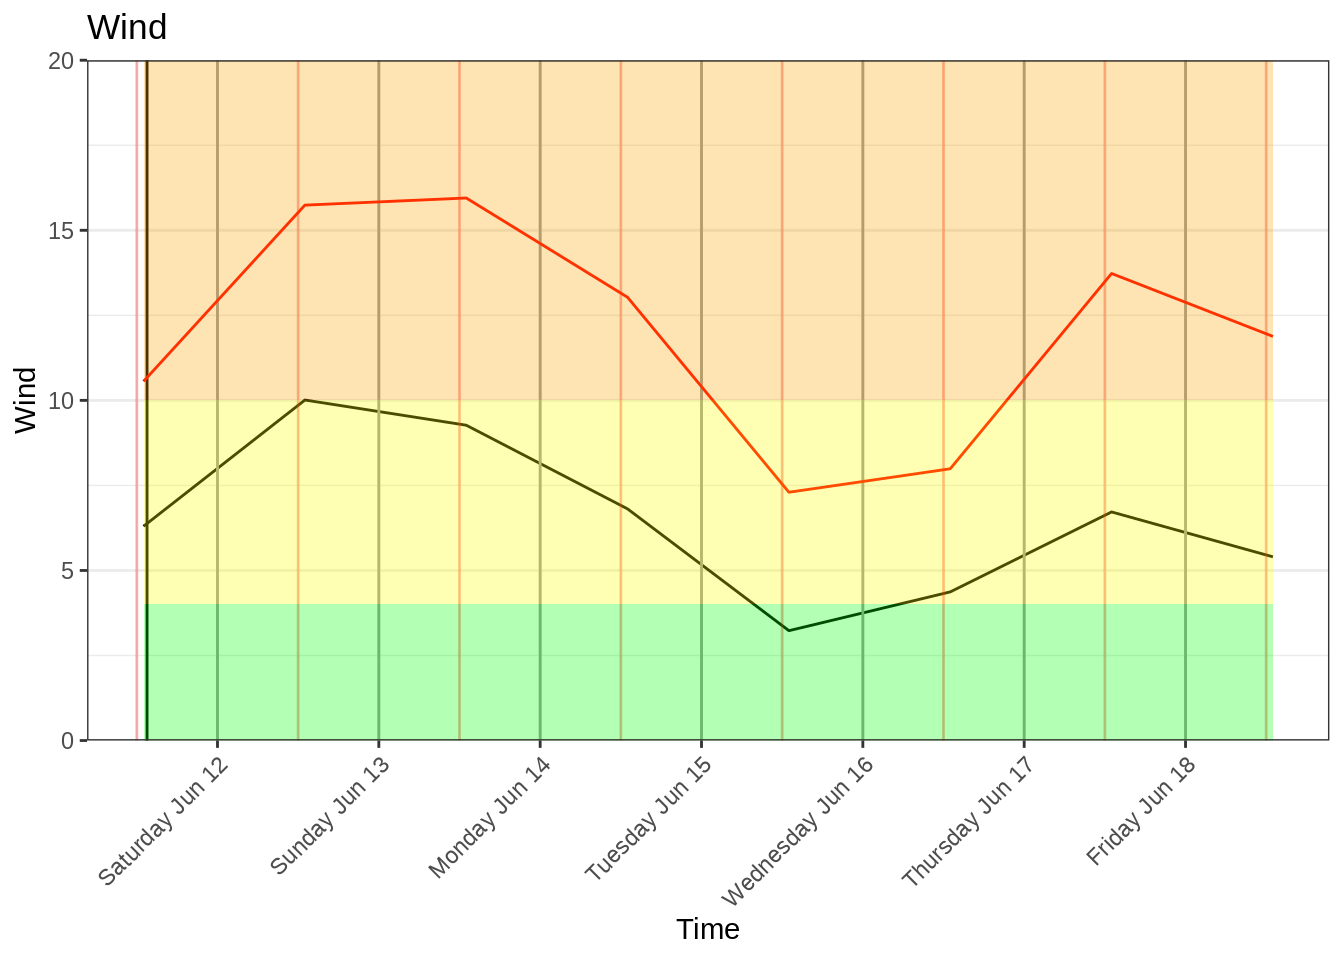 Wind
20
15
10
5
0
Wind
Saturday Jun 12
Sunday Jun 13
Monday Jun 14
Tuesday Jun 15
Wednesday Jun 16
Thursday Jun 17
Friday Jun 18
Time